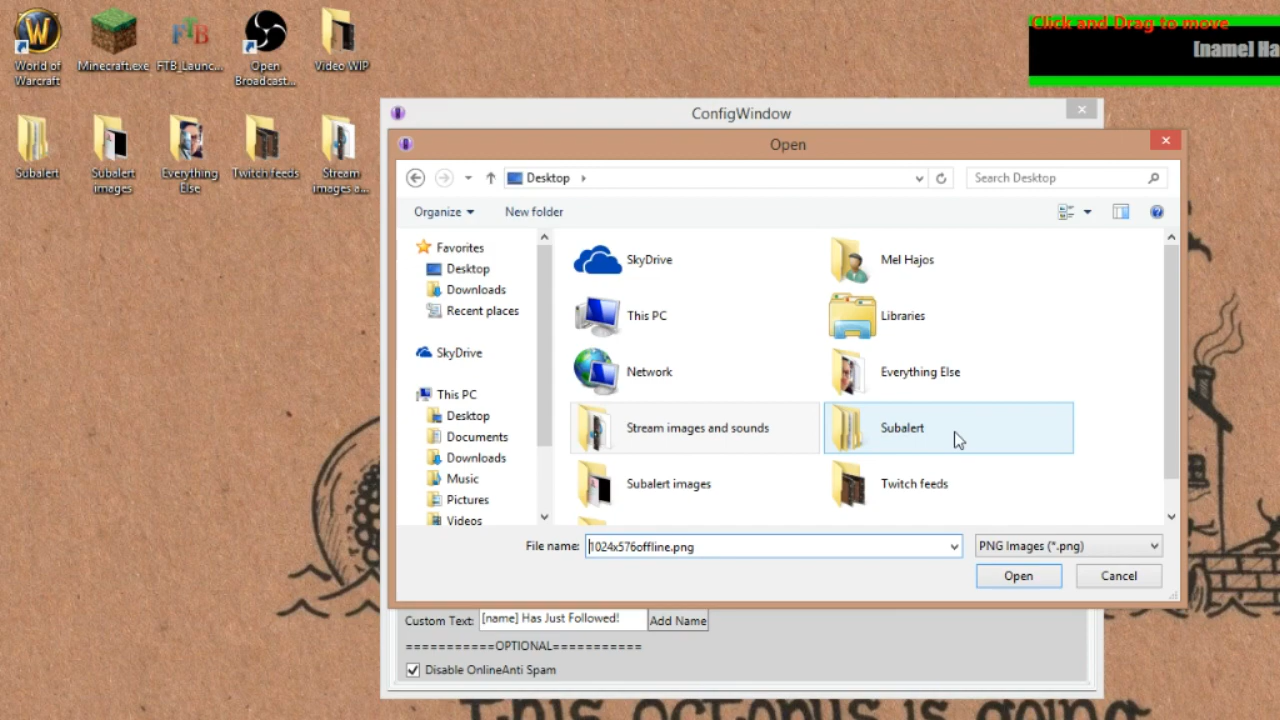 Click and Drag to move
[name] Ha
World of
Warcraft
Minecraft.exe
FTB
FTB_Launc...
Open
Broadcast...
Video WIP
Subalert
Subalert
images
Everything
Else
Twitch feeds
Stream
images a...
ConfigWindow
Open
Desktop
Search Desktop
Organize
New folder
Favorites
Desktop
Downloads
Recent places
SkyDrive
This PC
Desktop
Documents
Downloads
Music
Pictures
Videos
SkyDrive
Mel Hajos
This PC
Libraries
Network
Everything Else
Stream images and sounds
Subalert
Subalert images
Twitch feeds
File name:
1024x576offline.png
PNG Images (*.png)
Open
Cancel
Custom Text:
[name] Has Just Followed!
Add Name
===========OPTIONAL===========
Disable OnlineAnti Spam
This octopus is going